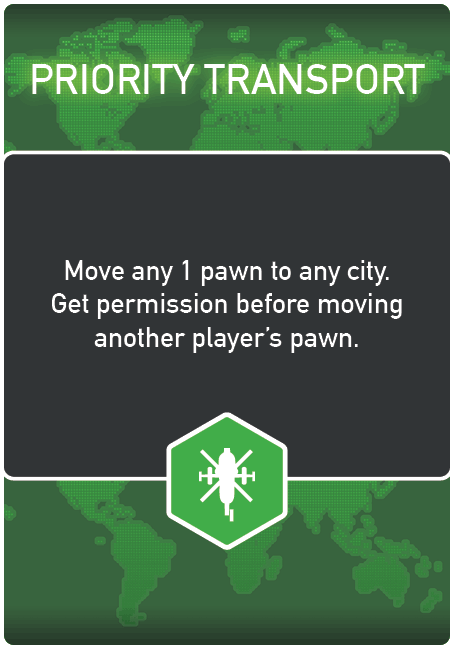 PRIORITY TRANSPORT
Move any 1 pawn to any city.
Get permission before moving
another player’s pawn.